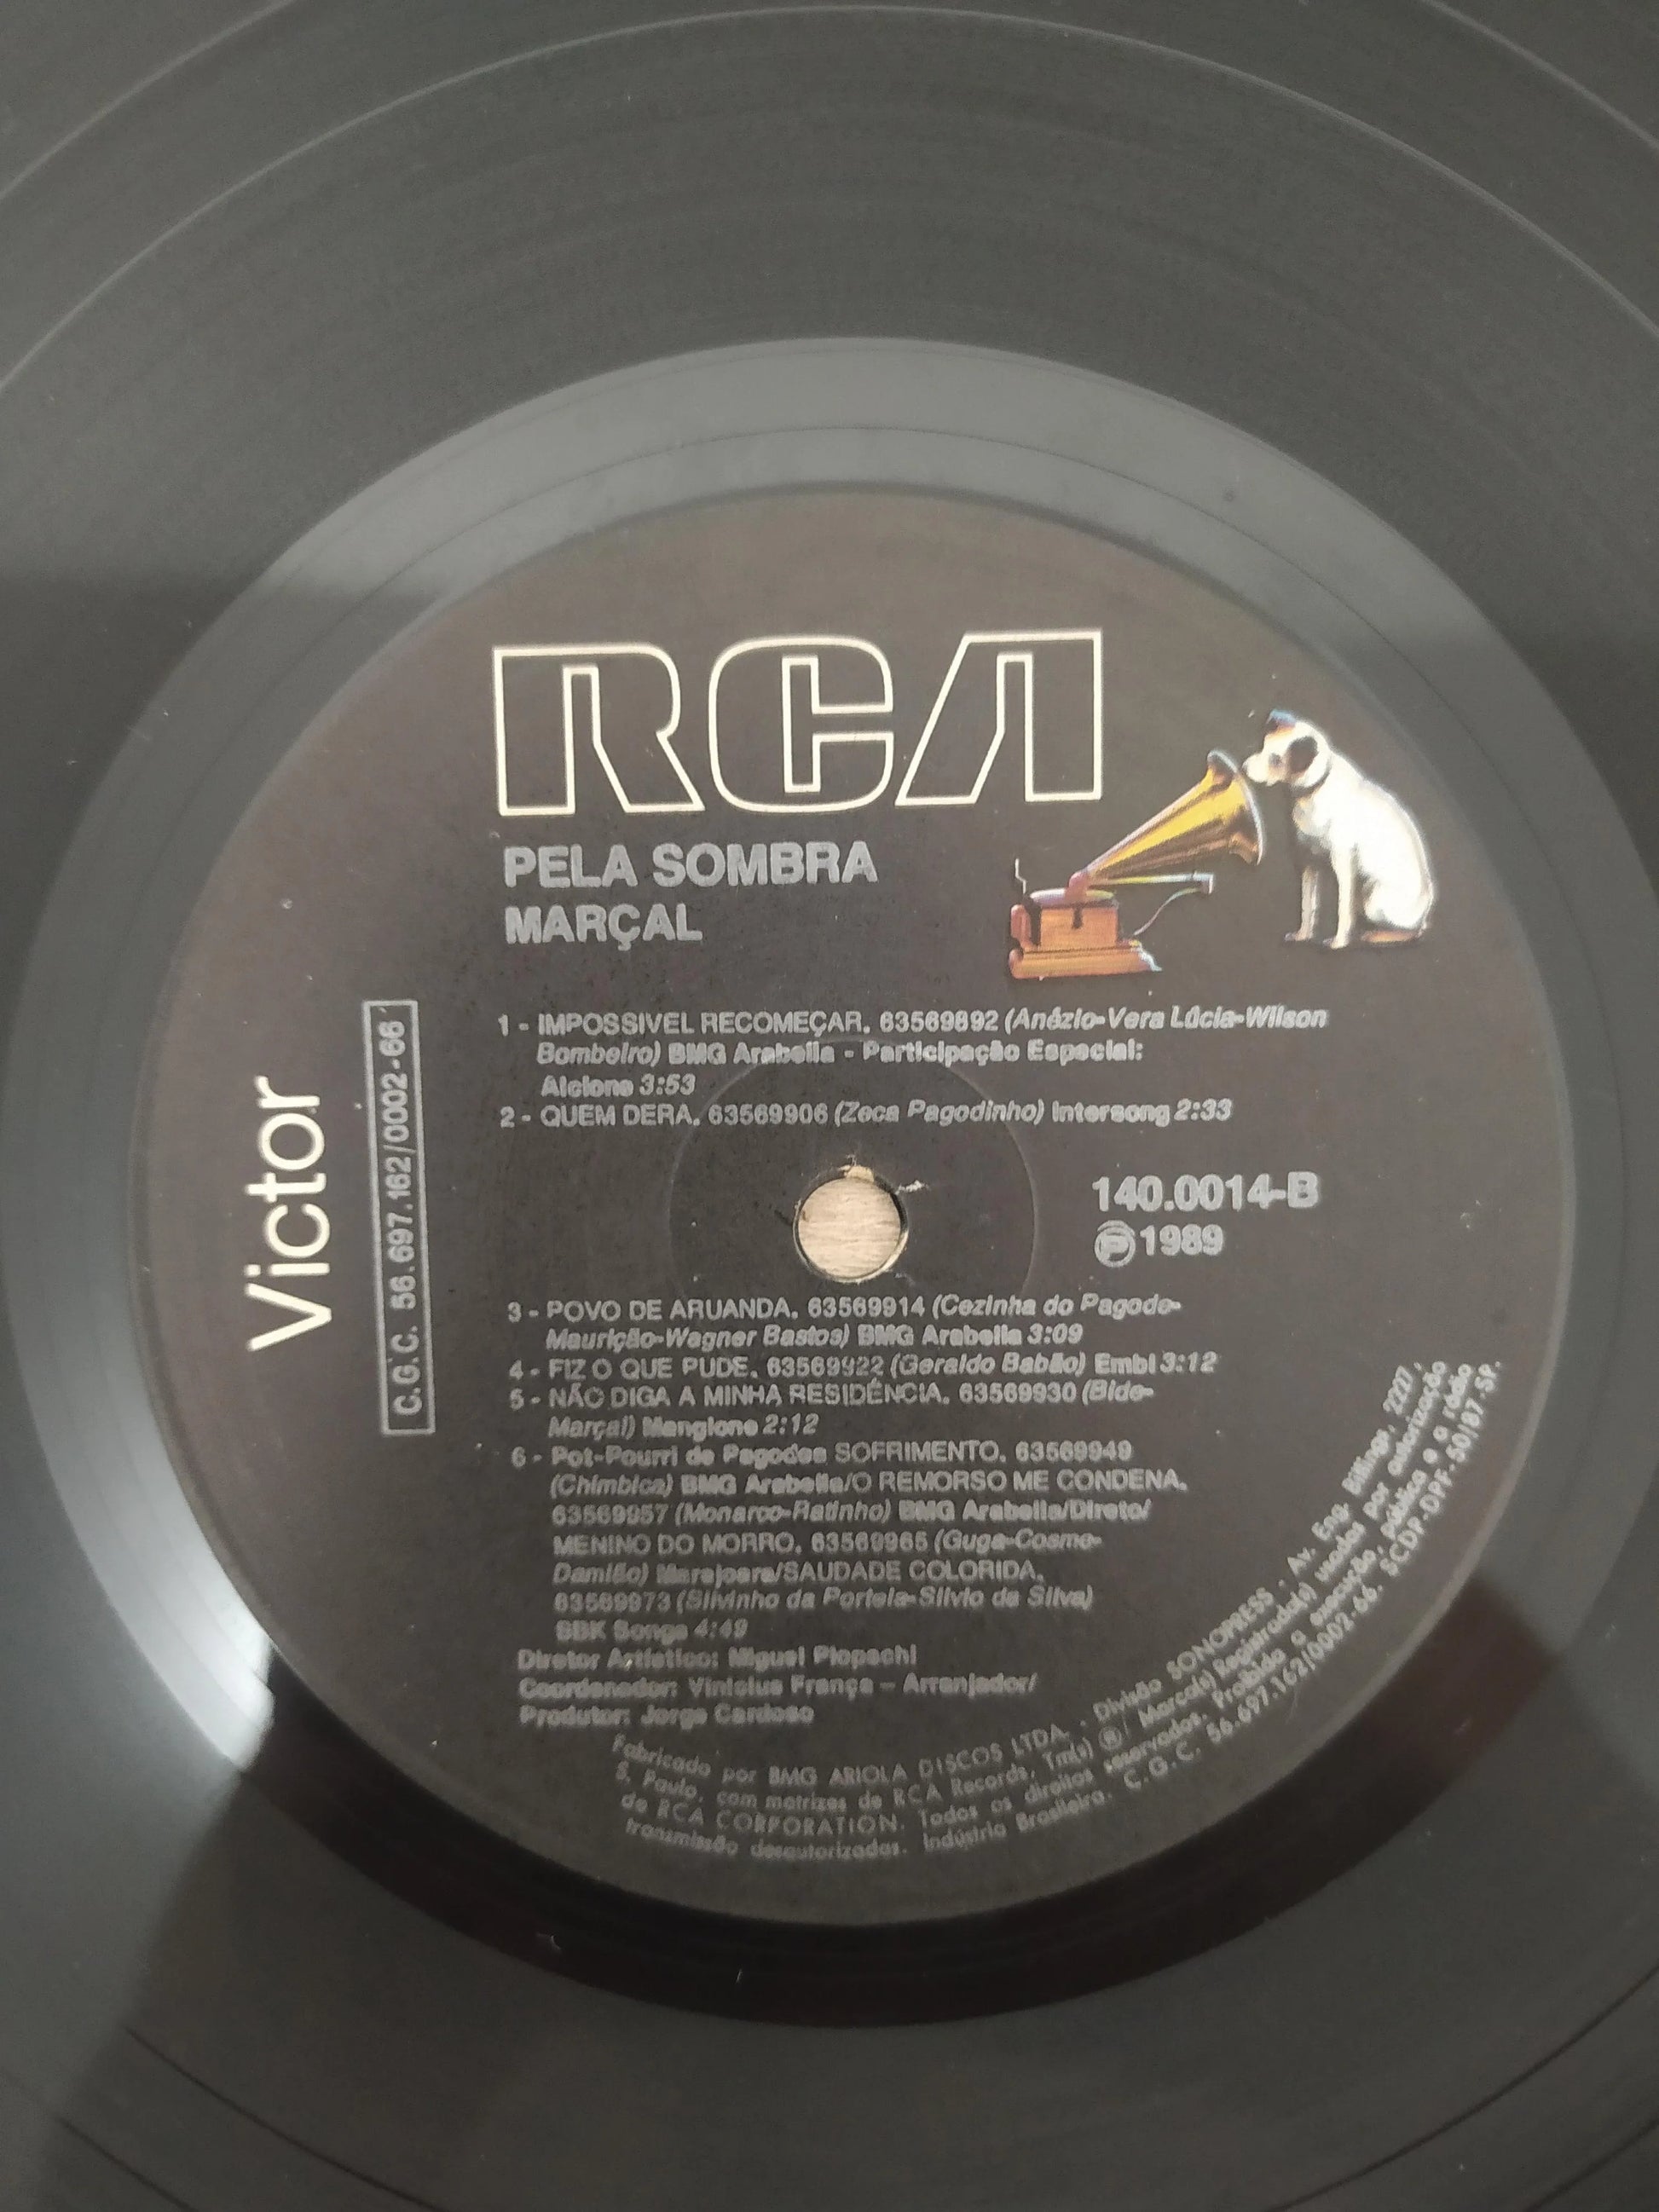 RCA
PELA SOMBRA
MARÇAL
Victor
C.G.C. 56.697.162/0002-66
1 - IMPOSSIVEL RECOMEÇAR. 63569892 (Anézio-Vera Lúcia-Wilson
Bombeiro) BMG Arabella - Participação Especial:
Alcione 3:53
2 - QUEM DERA. 63569906 (Zeca Pagodinho) Intersong 2:33
140.0014-B
Ⓟ 1989
3 - POVO DE ARUANDA. 63569914 (Cezinha do Pagode-
Maurição-Wagner Bastos) BMG Arabella 3:09
4 - FIZ O QUE PUDE. 63569922 (Geraldo Babão) Embi 3:12
5 - NÃO DIGA A MINHA RESIDÊNCIA. 63569930 (Bide-
Marçal) Mangione 2:12
6 - Pot-Pourri de Pagodes SOFRIMENTO. 63569949
(Chimbica) BMG Arabella/O REMORSO ME CONDENA.
63569957 (Monarco-Ratinho) BMG Arabella/Direto/
MENINO DO MORRO. 63569965 (Guga-Cosme-
Damião) Marajoara/SAUDADE COLORIDA.
63569973 (Silvinho da Portela-Silvio da Silva)
BBK Songs 4:49
Diretor Artístico: Miguel Plopschi
Coordenador: Vinicius França - Arranjador/
Produtor: Jorge Cardoso
Fabricado por BMG ARIOLA DISCOS LTDA. - Divisão SONOPRESS - Av. Eng. Billings, 2227,
S. Paulo, com matrizes de RCA Records. Tm(s) ® Marca(s) Registrada(s) usadas por autorização
de RCA CORPORATION. Todos os direitos reservados. Proibida a execução pública e a rádio
transmissão desautorizadas. Indústria Brasileira. C.G.C. 56.697.162/0002-66. SCDP-DPF-50/87-SP.